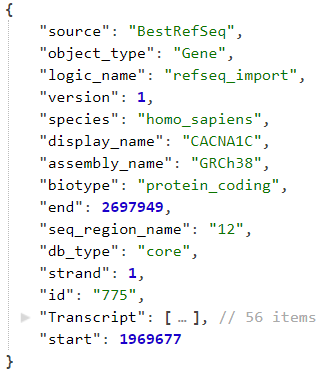 {
"source": "BestRefSeq",
"object_type": "Gene",
"logic_name": "refseq_import",
"version": 1,
"species": "homo_sapiens",
"display_name": "CACNA1C",
"assembly_name": "GRCh38",
"biotype": "protein_coding",
"end": 2697949,
"seq_region_name": "12",
"db_type": "core",
"strand": 1,
"id": "775",
"Transcript": [ … ], // 56 items
"start": 1969677
}